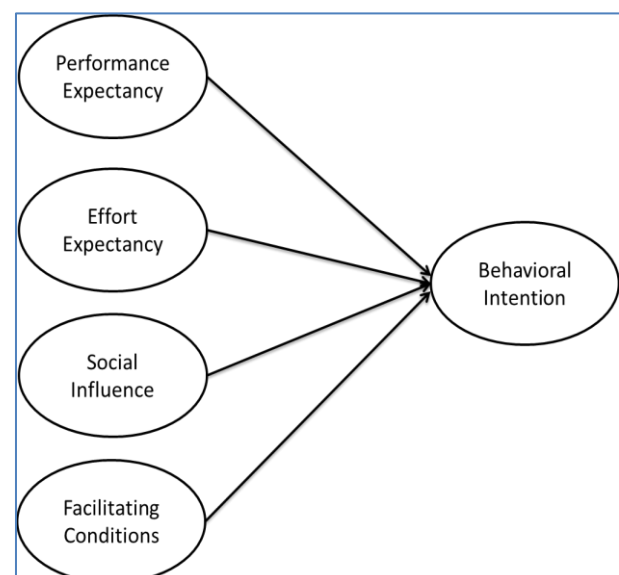 Performance
Expectancy
Effort
Expectancy
Behavioral
Intention
Social
Influence
Facilitating
Conditions